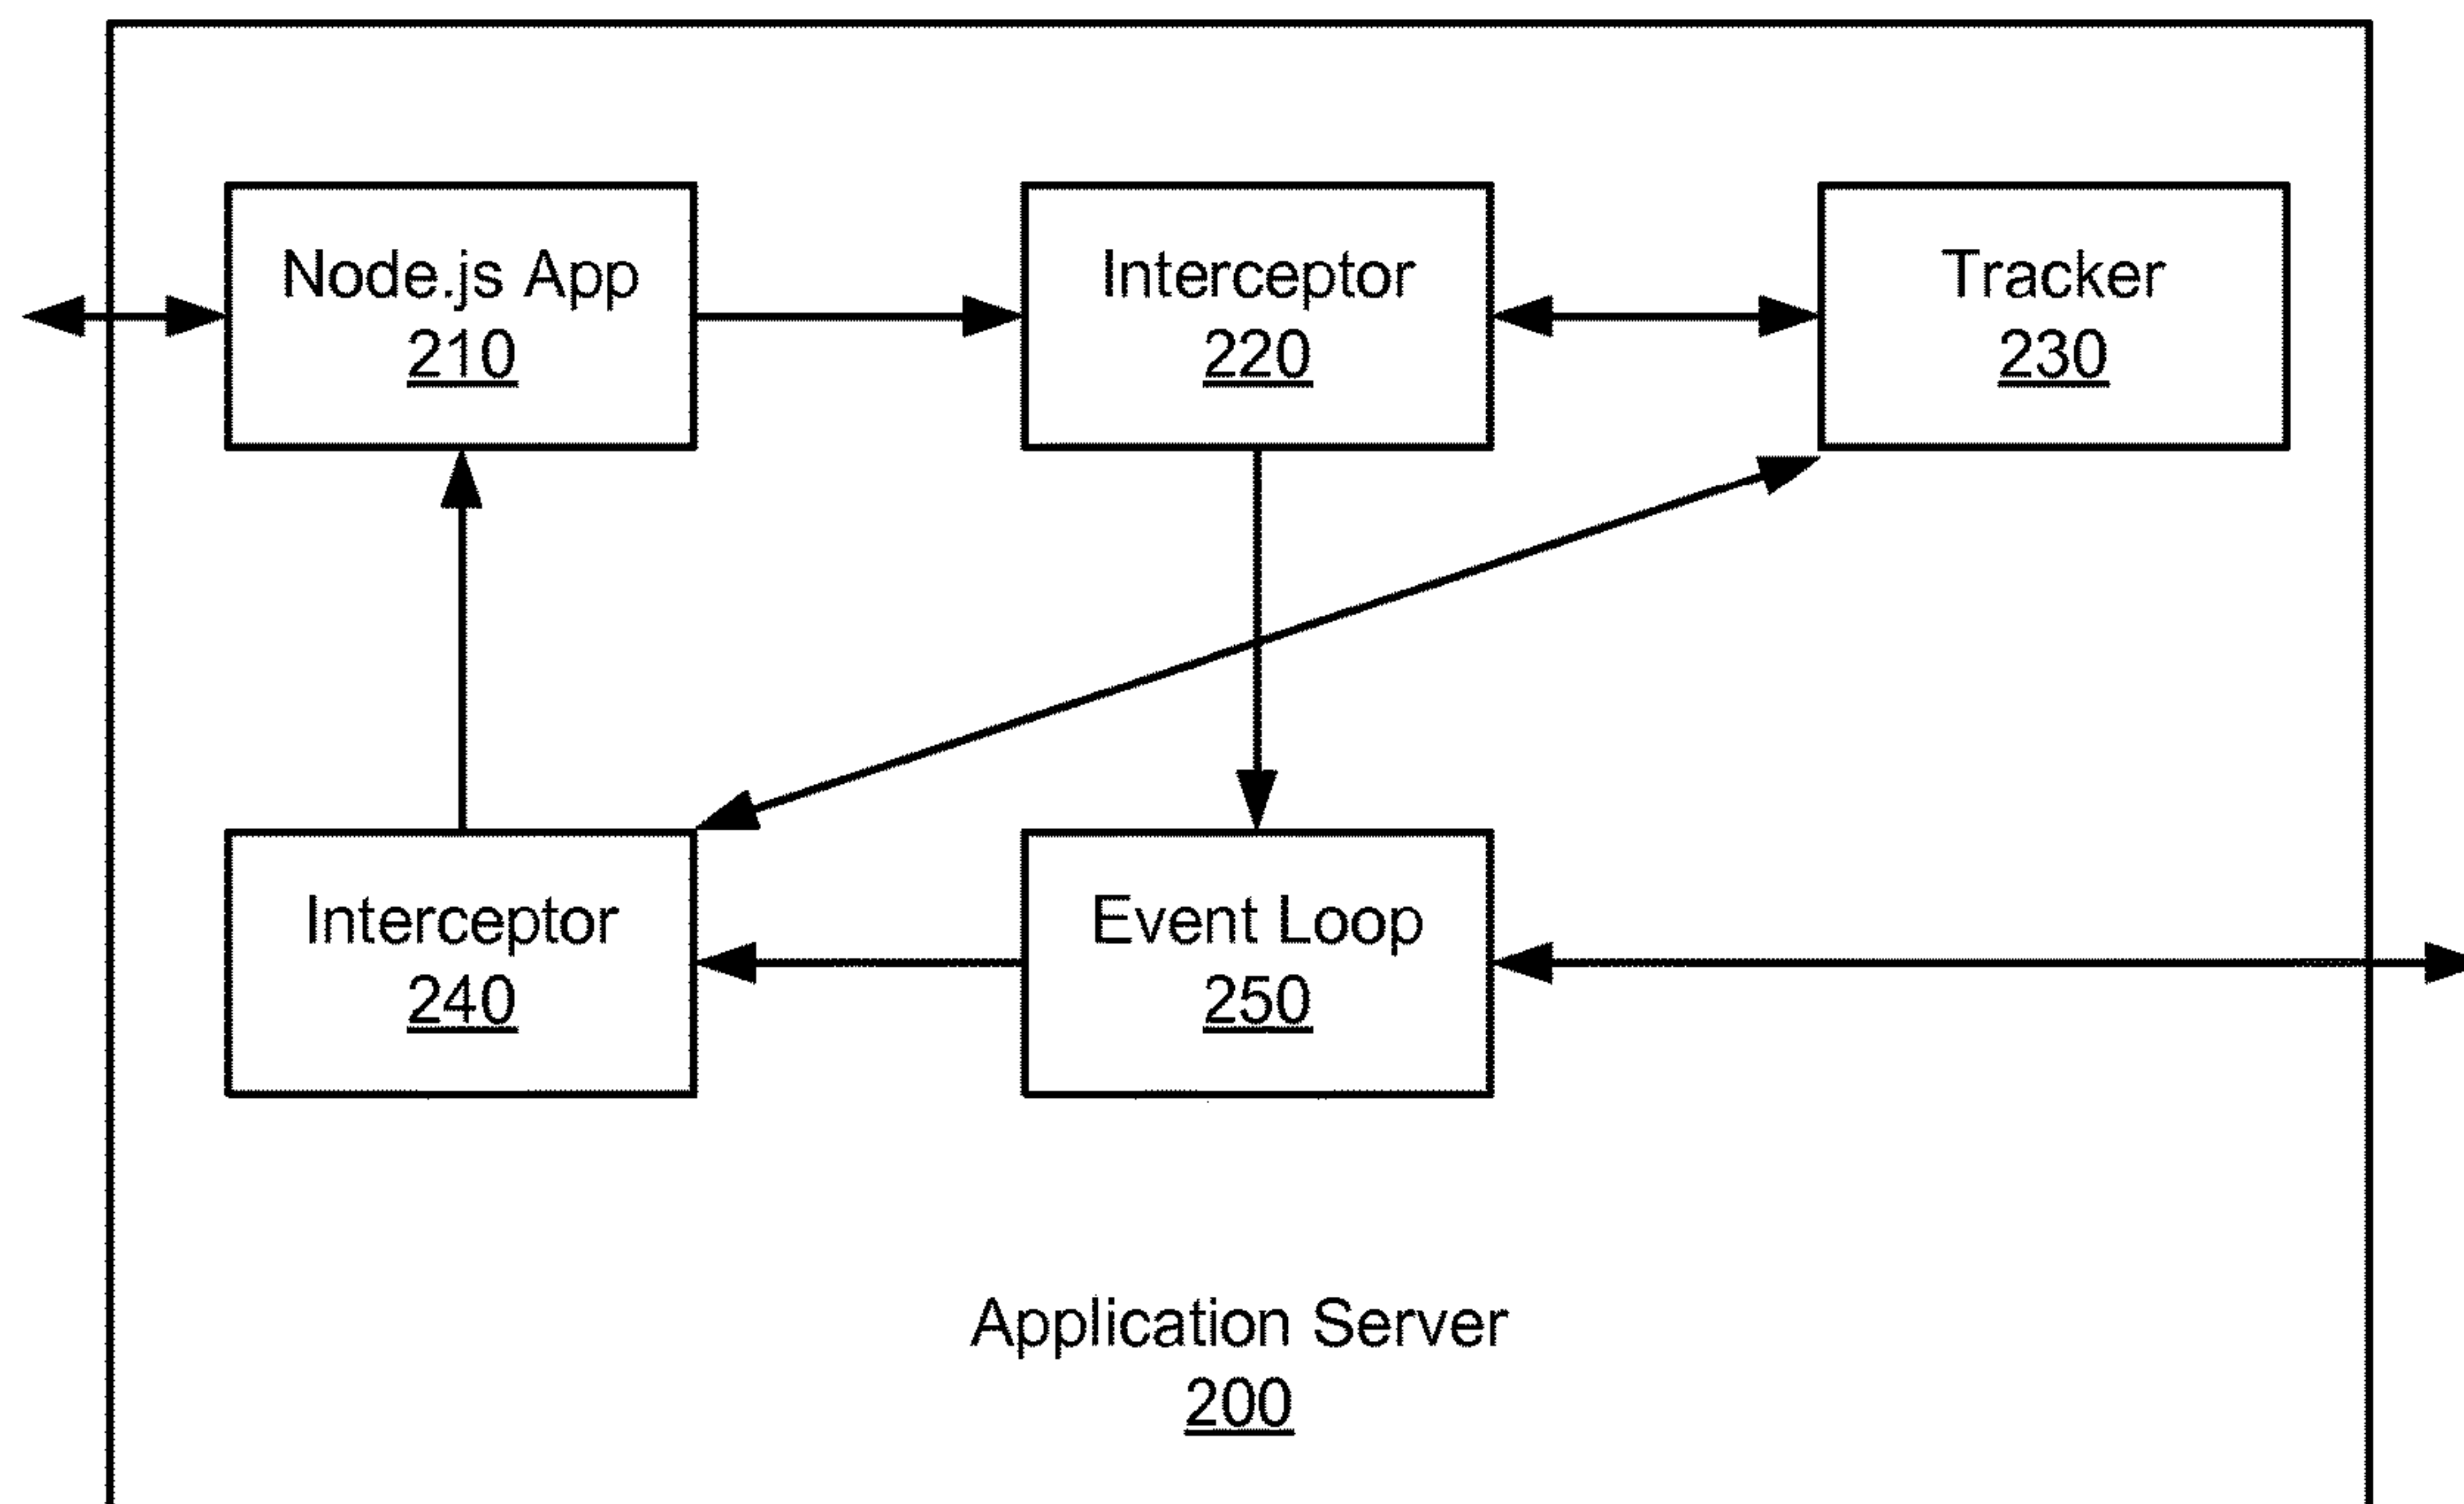 Node.js App
210
Interceptor
220
Tracker
230
Interceptor
240
Event Loop
250
Application Server
200